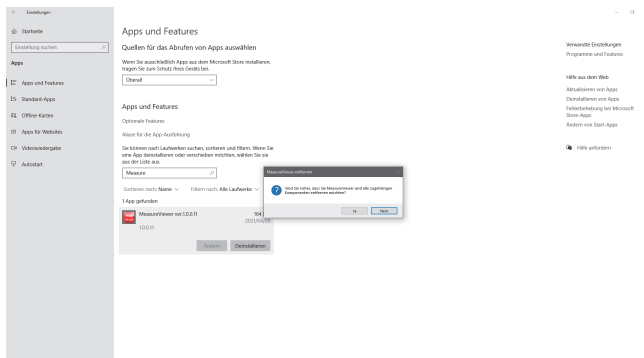 Einstellungen
Startseite
Einstellung suchen
Apps
Apps und Features
Standard-Apps
Offline-Karten
Apps für Websites
Videowiedergabe
Autostart
Apps und Features
Quellen für das Abrufen von Apps auswählen
Wenn Sie ausschließlich Apps aus dem Microsoft Store installieren,
tragen Sie zum Schutz Ihres Geräts bei.
Überall
Apps und Features
Optionale Features
Aliase für die App-Ausführung
Sie können nach Laufwerken suchen, sortieren und filtern. Wenn Sie
eine App deinstallieren oder verschieben möchten, wählen Sie sie
aus der Liste aus.
Measure
Sortieren nach: Name
Filtern nach: Alle Laufwerke
1 App gefunden
MeasureViewer ver.1.0.0.11
164
1.0.0.11
Ändern
Deinstallieren
MeasureViewer entfernen
Sind Sie sicher, dass Sie MeasureViewer und alle zugehörigen
Komponenten entfernen möchten?
Ja
Nein
Verwandte Einstellungen
Programme und Features
Hilfe aus dem Web
Aktualisieren von Apps
Deinstallieren von Apps
Fehlerbehebung bei Microsoft
Store-Apps
Ändern von Start-Apps
Hilfe anfordern